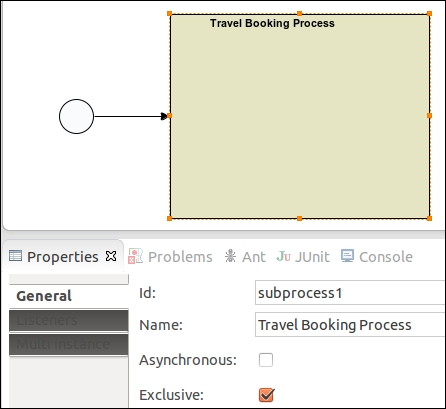 Travel Booking Process
Properties Problems Ant JU JUnit Console
General
Listeners
Multi instance
Id: subprocess1
Name: Travel Booking Process
Asynchronous:
Exclusive: